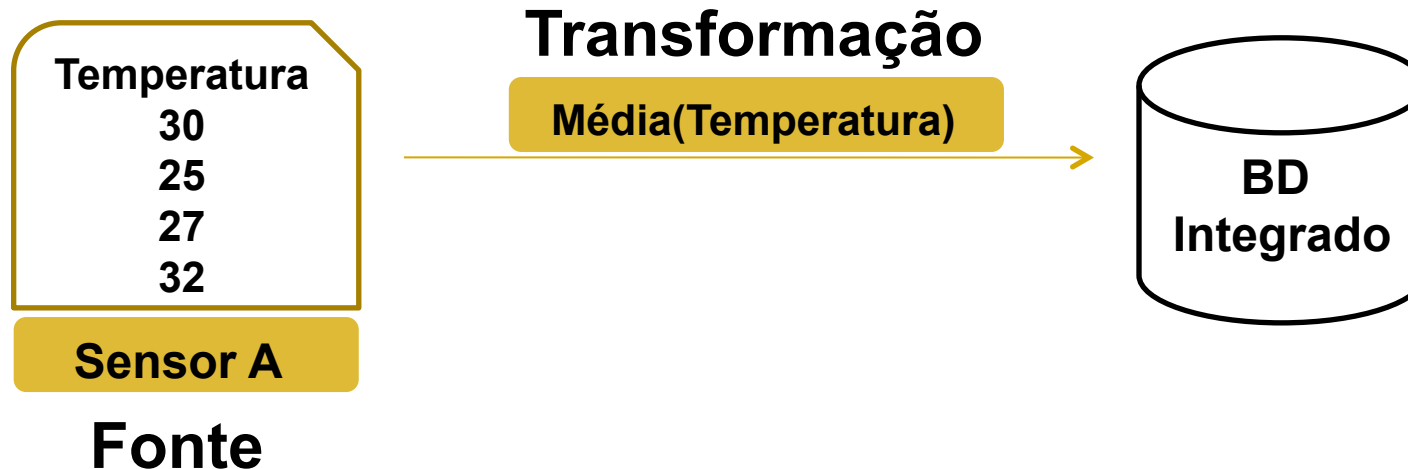 Temperatura
30
25
27
32
Sensor A
Fonte
Transformação
Média(Temperatura)
BD
Integrado